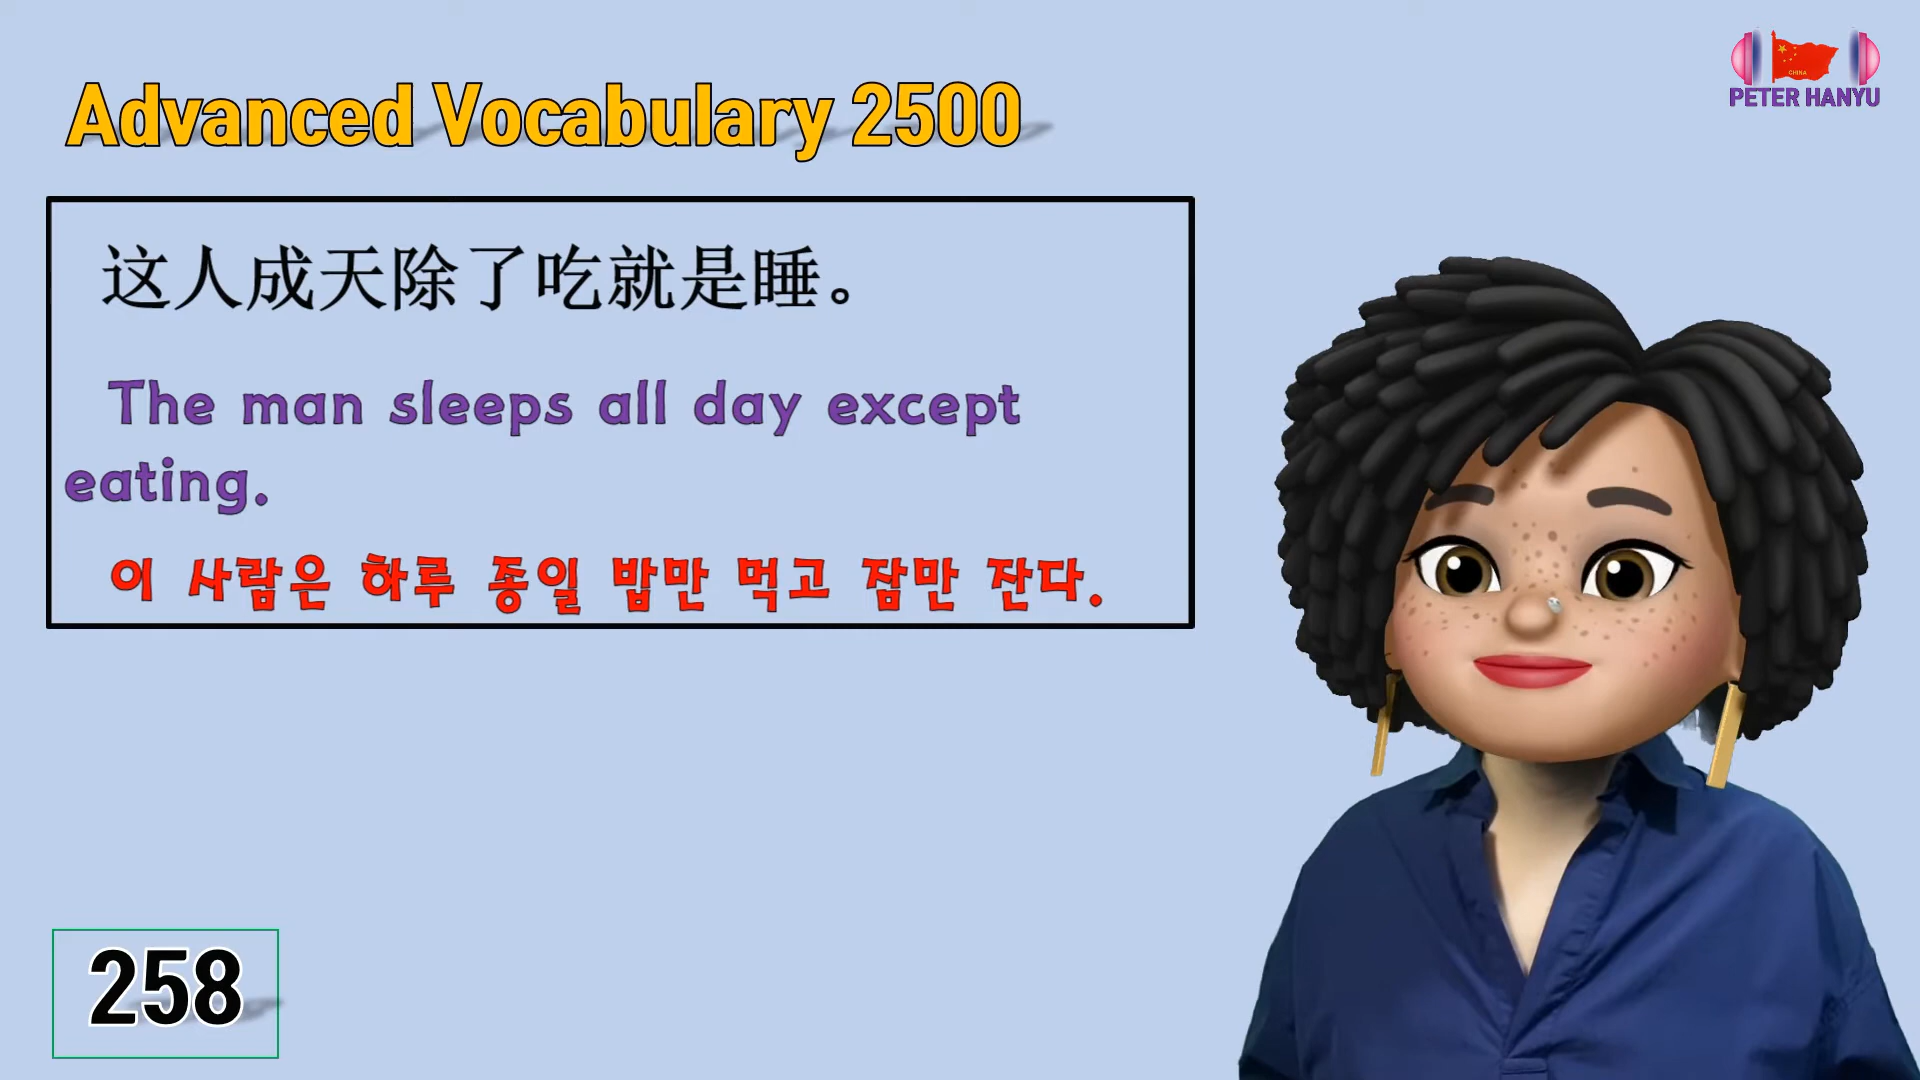 PETER HANYU
CHINA
Advanced Vocabulary 2500
这人成天除了吃就是睡。
The man sleeps all day except
eating.
이 사람은 하루 종일 밥만 먹고 잠만 잔다.
258